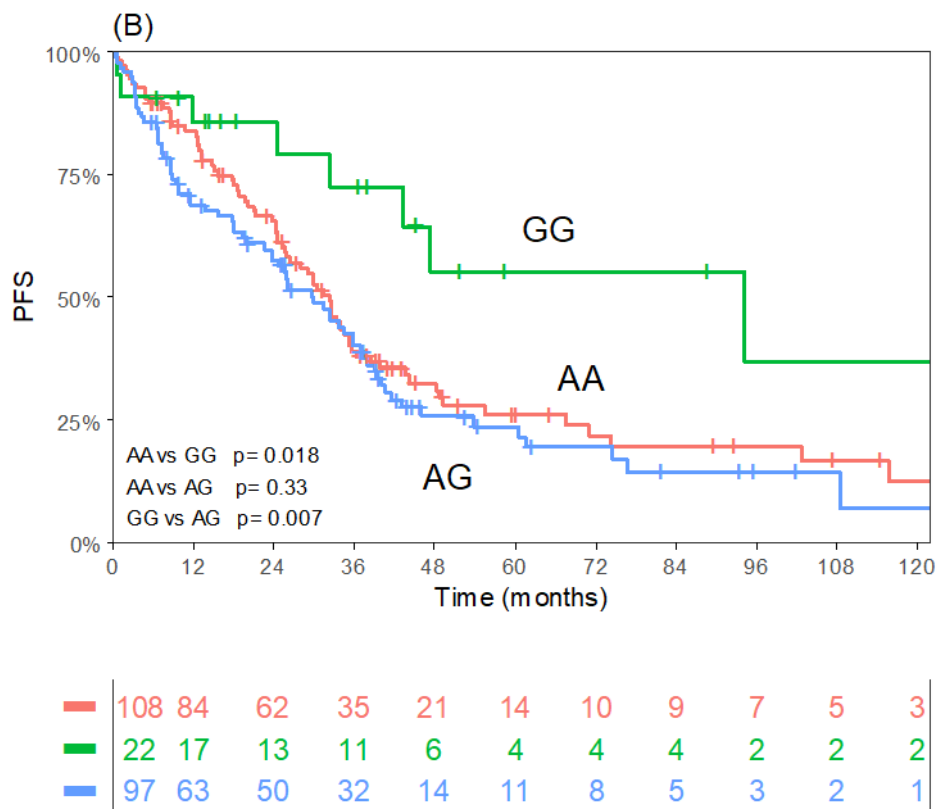 (B)
100%
75%
50%
25%
0%
PFS
GG
AA
AG
AA vs GG p= 0.018
AA vs AG p= 0.33
GG vs AG p= 0.007
0 12 24 36 48 60 72 84 96 108 120
Time (months)
108 84 62 35 21 14 10 9 7 5 3
22 17 13 11 6 4 4 4 2 2 2
97 63 50 32 14 11 8 5 3 2 1